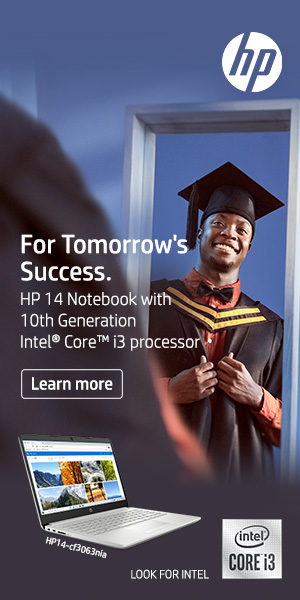 hp
For Tomorrow's
Success.
HP 14 Notebook with
10th Generation
Intel® Core™ i3 processor
Learn more
HP14-cf3063nia
LOOK FOR INTEL
intel
CORE i3